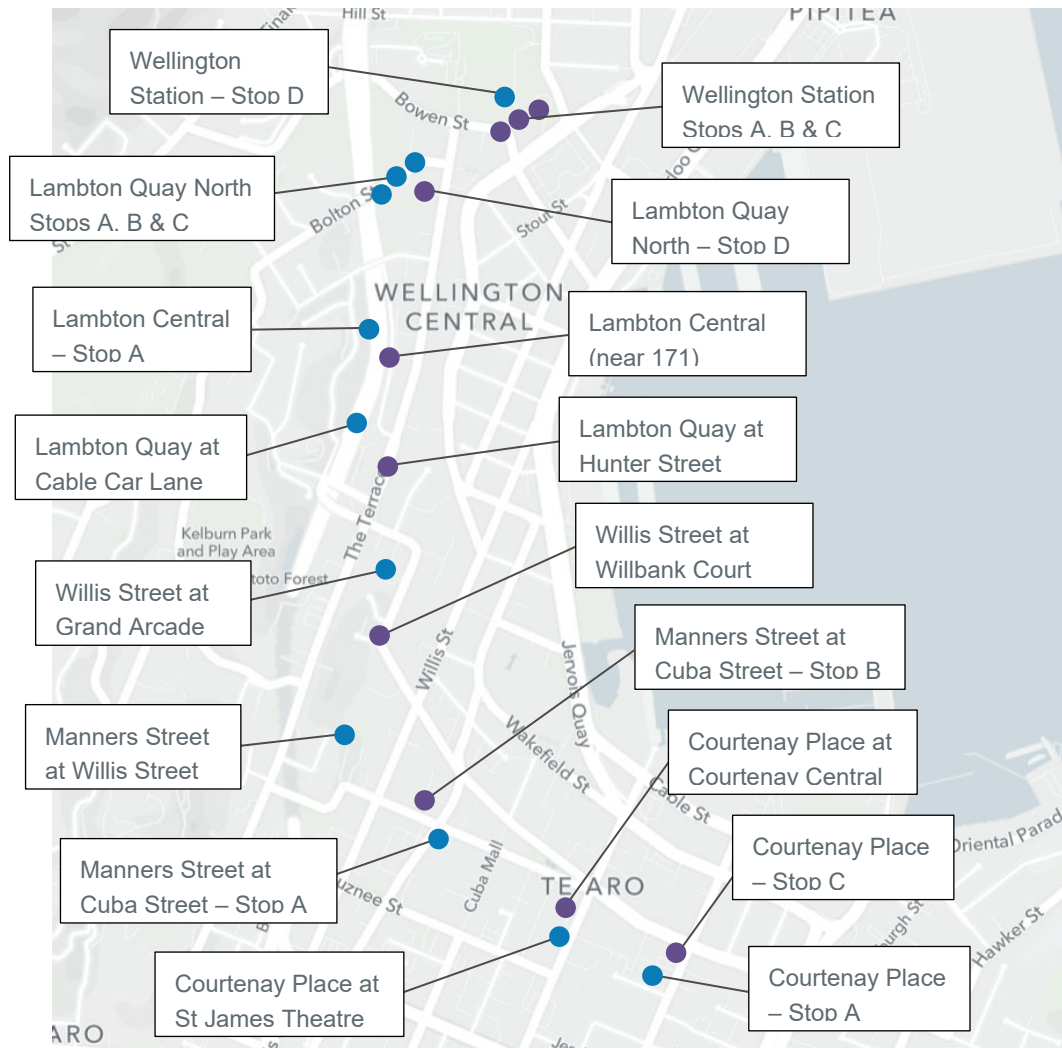 Hill St
PIPITEA
Wellington
Station – Stop D
Bowen St
Wellington Station
Stops A, B & C
Lambton Quay North
Stops A, B & C
Bolton St
Stout St
Lambton Quay
North – Stop D
WELLINGTON
CENTRAL
Lambton Central
– Stop A
Lambton Central
(near 171)
Lambton Quay at
Cable Car Lane
Lambton Quay at
Hunter Street
The Terrace
Kelburn Park
and Play Area
Forest
Willis Street at
Willbank Court
Willis Street at
Grand Arcade
Willis St
Jervois Quay
Manners Street at
Cuba Street – Stop B
Manners Street
at Willis Street
Wakefield St
Courtenay Place at
Courtenay Central
Cable St
Oriental
Manners Street at
Cuba Street – Stop A
Cuba Mall
TE ARO
Courtenay Place
– Stop C
Hawker St
Courtenay Place at
St James Theatre
Courtenay Place
– Stop A
ARO